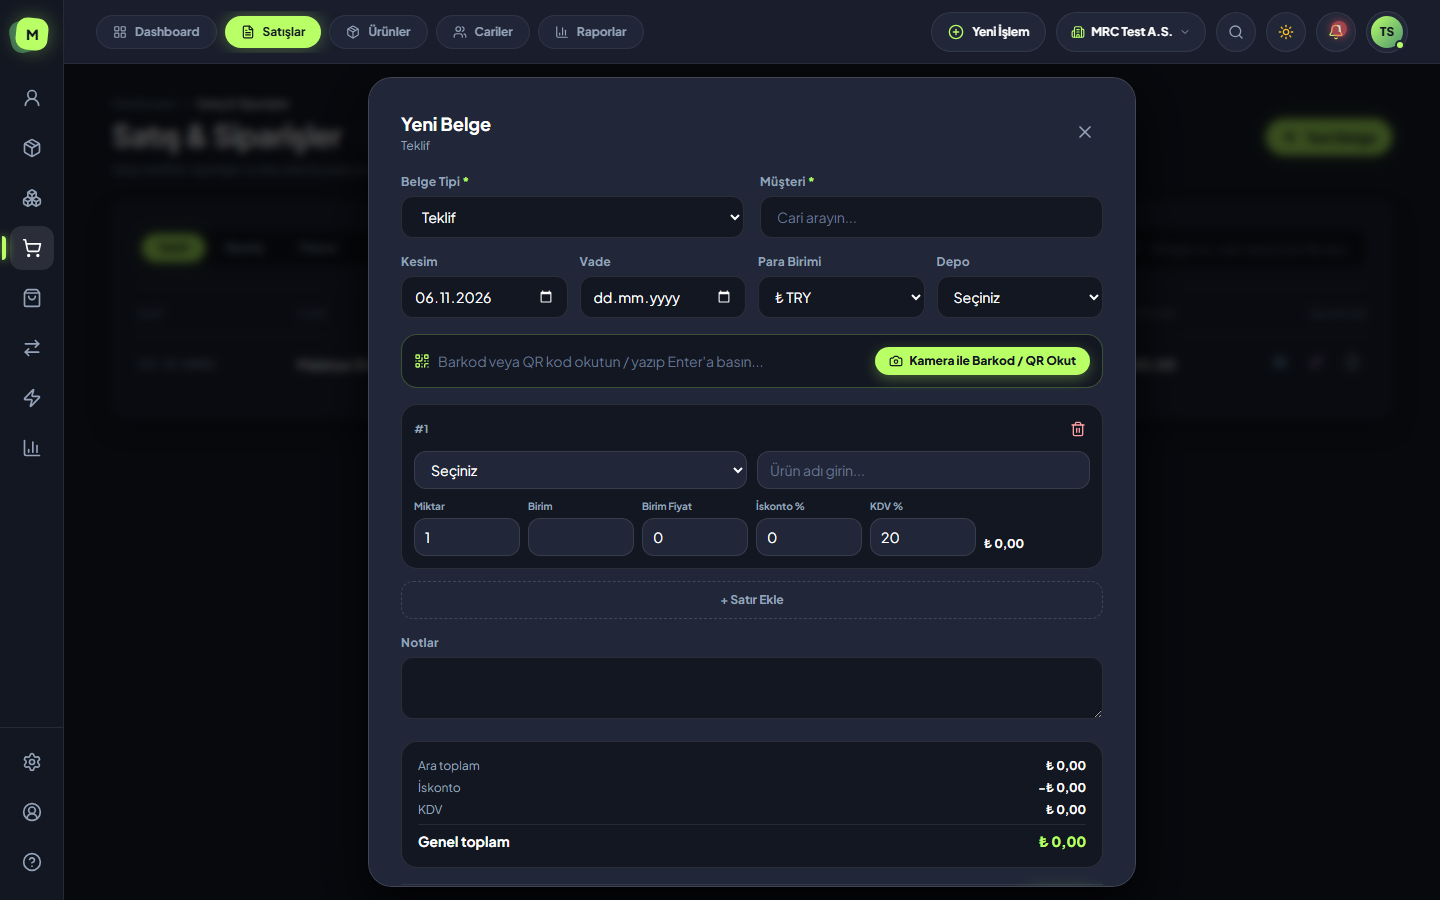 M
Dashboard
Satışlar
Ürünler
Cariler
Raporlar
Yeni İşlem
MRC Test A.S.
TS
Satış & Siparişler
Yeni Belge
Teklif
Belge Tipi *
Müşteri *
Teklif
Cari arayın...
Kesim
Vade
Para Birimi
Depo
06.11.2026
dd.mm.yyyy
₺ TRY
Seçiniz
Barkod veya QR kod okutun / yazıp Enter'a basın...
Kamera ile Barkod / QR Okut
#1
Seçiniz
Ürün adı girin...
Miktar
Birim
Birim Fiyat
İskonto %
KDV %
1
0
0
20
₺ 0,00
+ Satır Ekle
Notlar
Ara toplam
₺ 0,00
İskonto
-₺ 0,00
KDV
₺ 0,00
Genel toplam
₺ 0,00